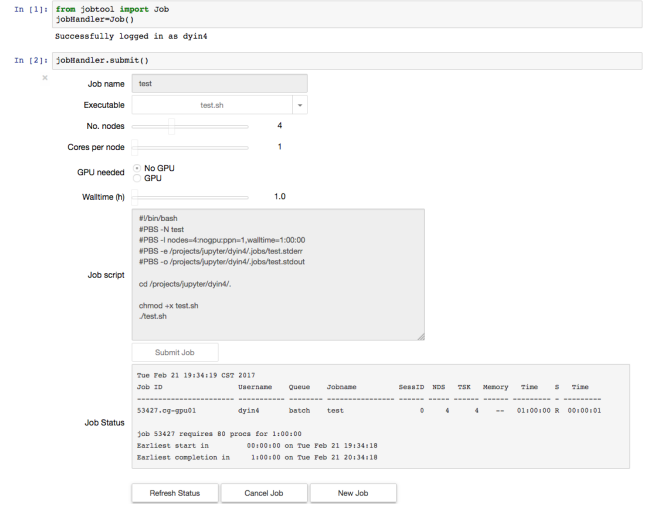 In [1]: from jobtool import Job
jobHandler=Job()
Successfully logged in as dyin4
In [2]: jobHandler.submit()
×
Job name test
Executable test.sh
No. nodes 4
Cores per node 1
GPU needed No GPU
GPU
Walltime (h) 1.0
Job script
#!/bin/bash
#PBS -N test
#PBS -l nodes=4:nogpu:ppn=1,walltime=1:00:00
#PBS -e /projects/jupyter/dyin4/.jobs/test.stderr
#PBS -o /projects/jupyter/dyin4/.jobs/test.stdout
cd /projects/jupyter/dyin4/.
chmod +x test.sh
./test.sh
Submit Job
Job Status
Tue Feb 21 19:34:19 CST 2017
Job ID Username Queue Jobname SessID NDS TSK Memory Time S Time
----------------------- ----------- -------- ---------------- ------ ----- ------ ------ --------- - ---------
53427.cg-gpu01 dyin4 batch test 0 4 4 -- 01:00:00 R 00:00:01
job 53427 requires 80 procs for 1:00:00
Earliest start in 00:00:00 on Tue Feb 21 19:34:18
Earliest completion in 1:00:00 on Tue Feb 21 20:34:18
Refresh Status Cancel Job New Job